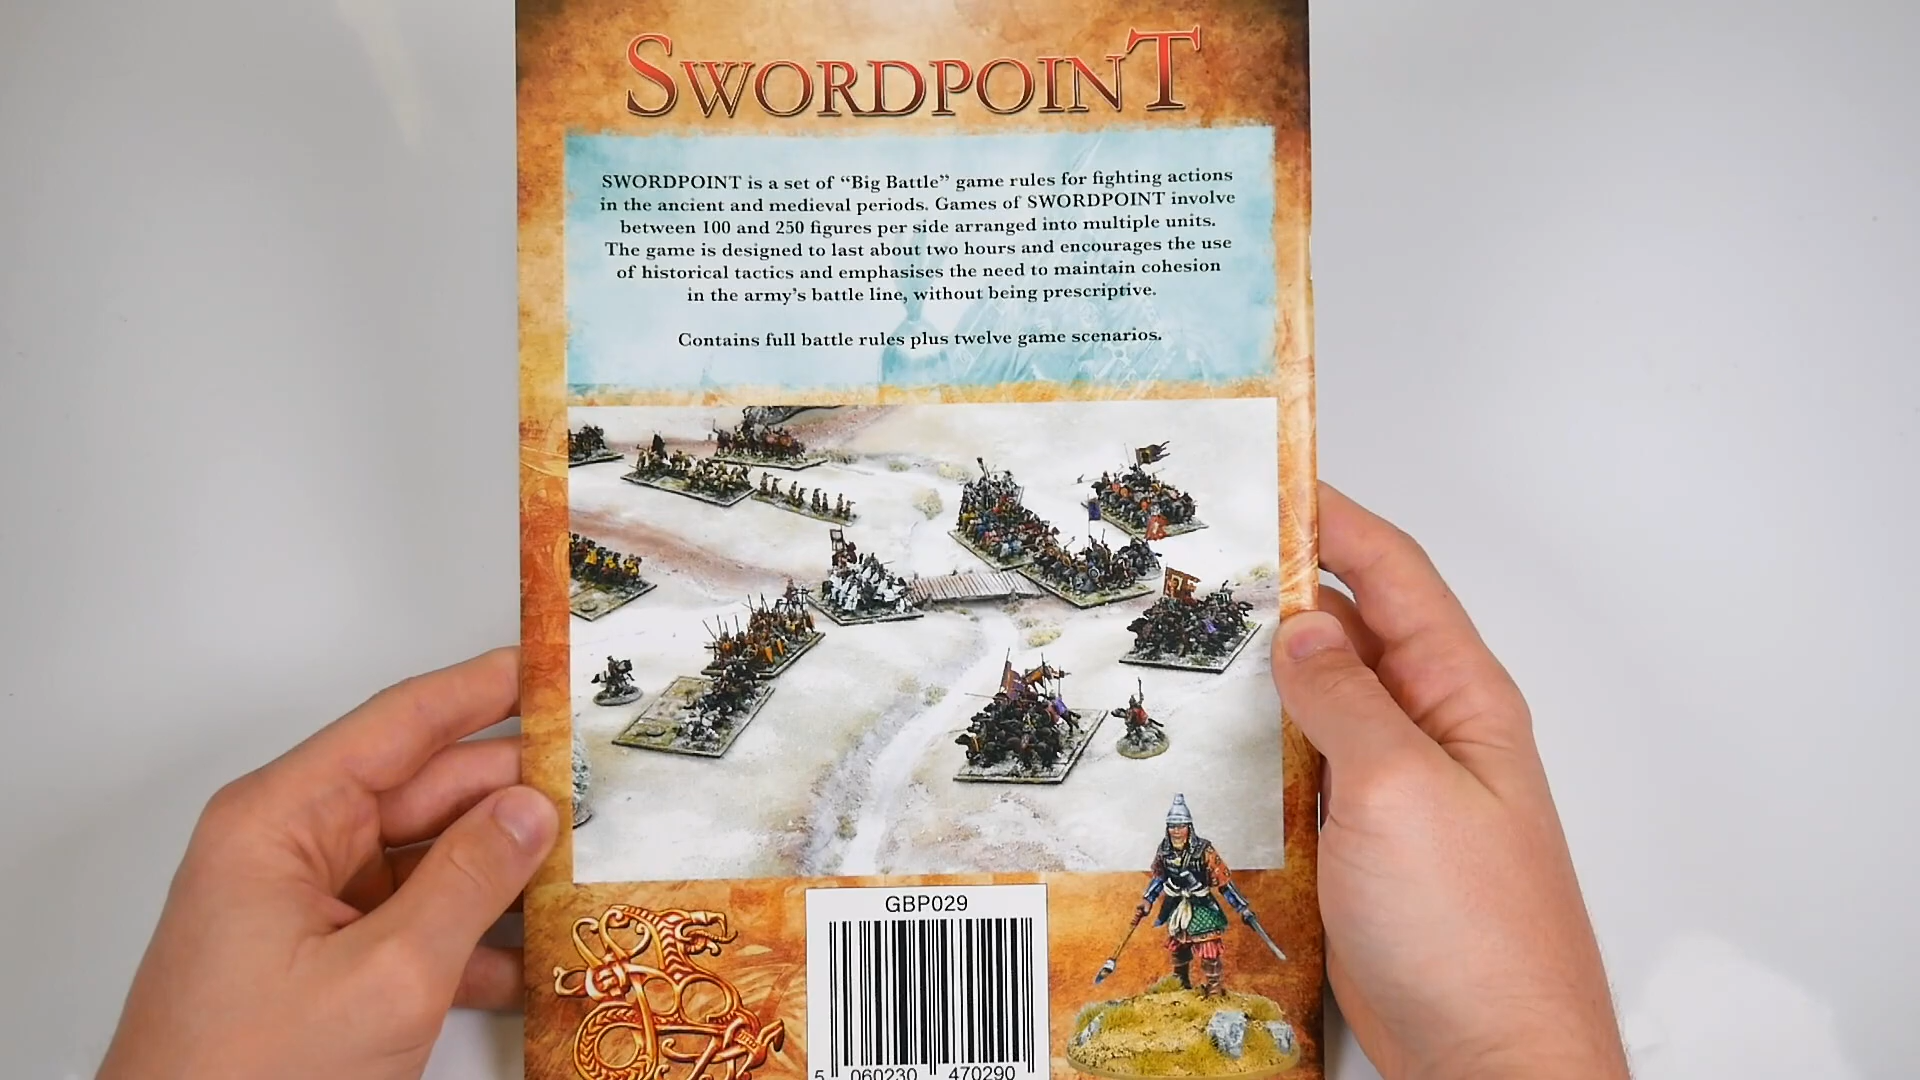 SWORDPOINT
SWORDPOINT is a set of “Big Battle” game rules for fighting actions
in the ancient and medieval periods. Games of SWORDPOINT involve
between 100 and 250 figures per side arranged into multiple units.
The game is designed to last about two hours and encourages the use
of historical tactics and emphasises the need to maintain cohesion
in the army’s battle line, without being prescriptive.
Contains full battle rules plus twelve game scenarios.
GBP029
5 060230 470290